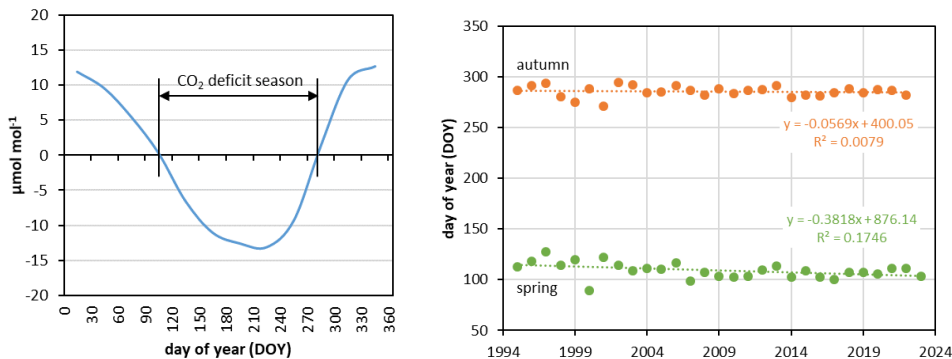 20
15
10
5
0
-5
-10
-15
-20
µmol mol-1
CO2 deficit season
0
30
60
90
120
150
180
210
240
270
300
330
360
day of year (DOY)
350
300
250
200
150
100
50
day of year (DOY)
autumn
y = -0.0569x + 400.05
R² = 0.0079
y = -0.3818x + 876.14
R² = 0.1746
spring
1994 1999 2004 2009 2014 2019 2024